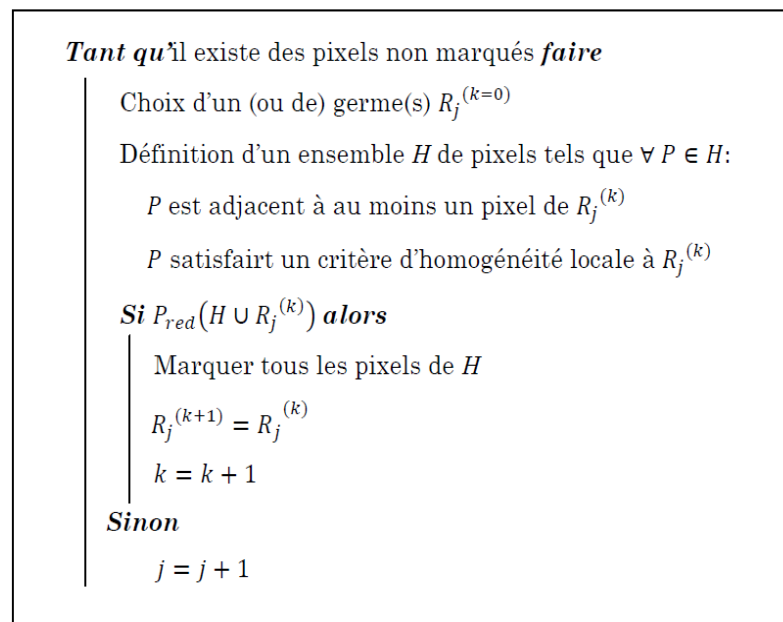 Tant qu'il existe des pixels non marqués faire
Choix d'un (ou de) germe(s) R_j^(k=0)
Définition d'un ensemble H de pixels tels que ∀ P ∈ H:
P est adjacent à au moins un pixel de R_j^(k)
P satisfairt un critère d'homogénéité locale à R_j^(k)
Si P_red(H ∪ R_j^(k)) alors
Marquer tous les pixels de H
R_j^(k+1) = R_j^(k)
k = k + 1
Sinon
j = j + 1